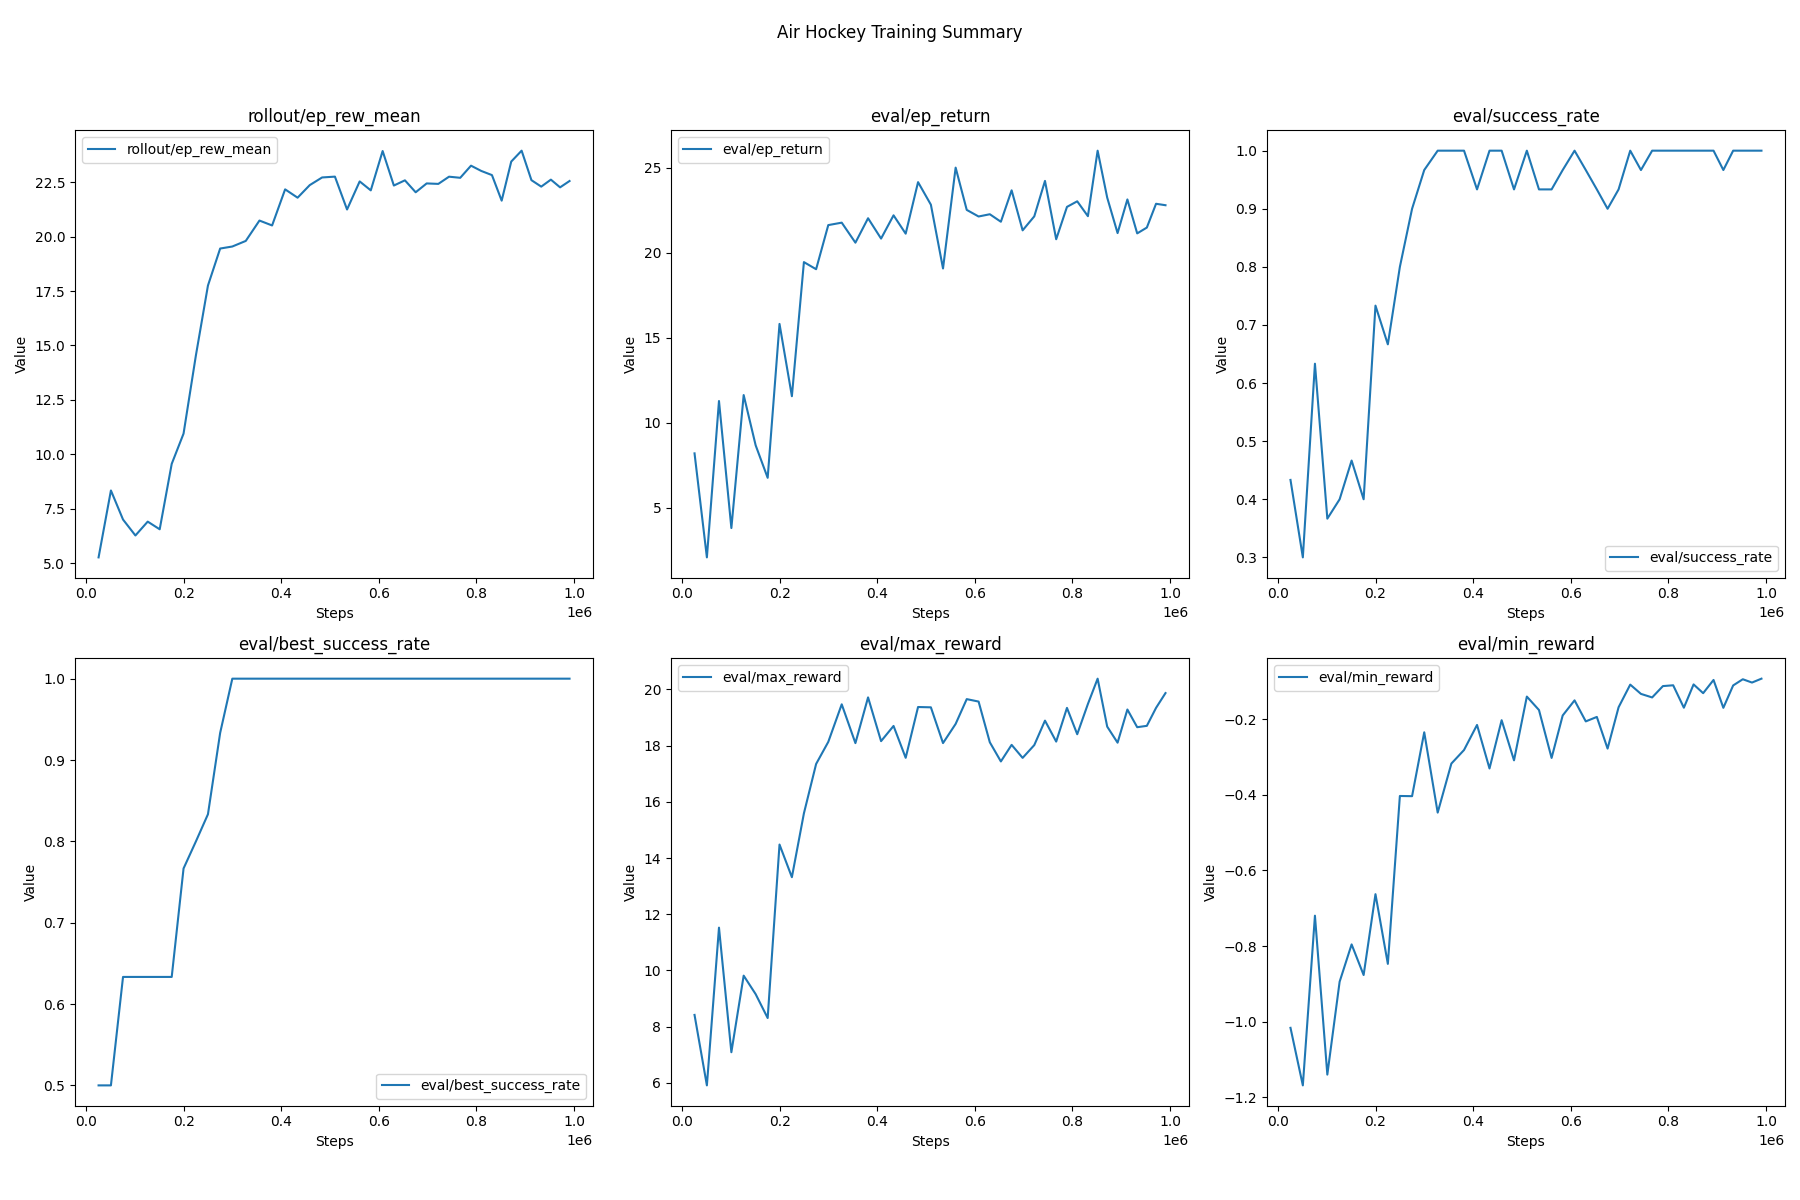 Air Hockey Training Summary
rollout/ep_rew_mean
rollout/ep_rew_mean
22.5
20.0
17.5
15.0
12.5
10.0
7.5
5.0
Value
0.0 0.2 0.4 0.6 0.8 1.0
1e6
Steps
eval/ep_return
eval/ep_return
25
20
15
10
5
Value
0.0 0.2 0.4 0.6 0.8 1.0
1e6
Steps
eval/success_rate
1.0
0.9
0.8
0.7
0.6
0.5
0.4
0.3
Value
eval/success_rate
0.0 0.2 0.4 0.6 0.8 1.0
1e6
Steps
eval/best_success_rate
1.0
0.9
0.8
0.7
0.6
0.5
Value
eval/best_success_rate
0.0 0.2 0.4 0.6 0.8 1.0
1e6
Steps
eval/max_reward
eval/max_reward
20
18
16
14
12
10
8
6
Value
0.0 0.2 0.4 0.6 0.8 1.0
1e6
Steps
eval/min_reward
eval/min_reward
−0.2
−0.4
−0.6
−0.8
−1.0
−1.2
Value
0.0 0.2 0.4 0.6 0.8 1.0
1e6
Steps